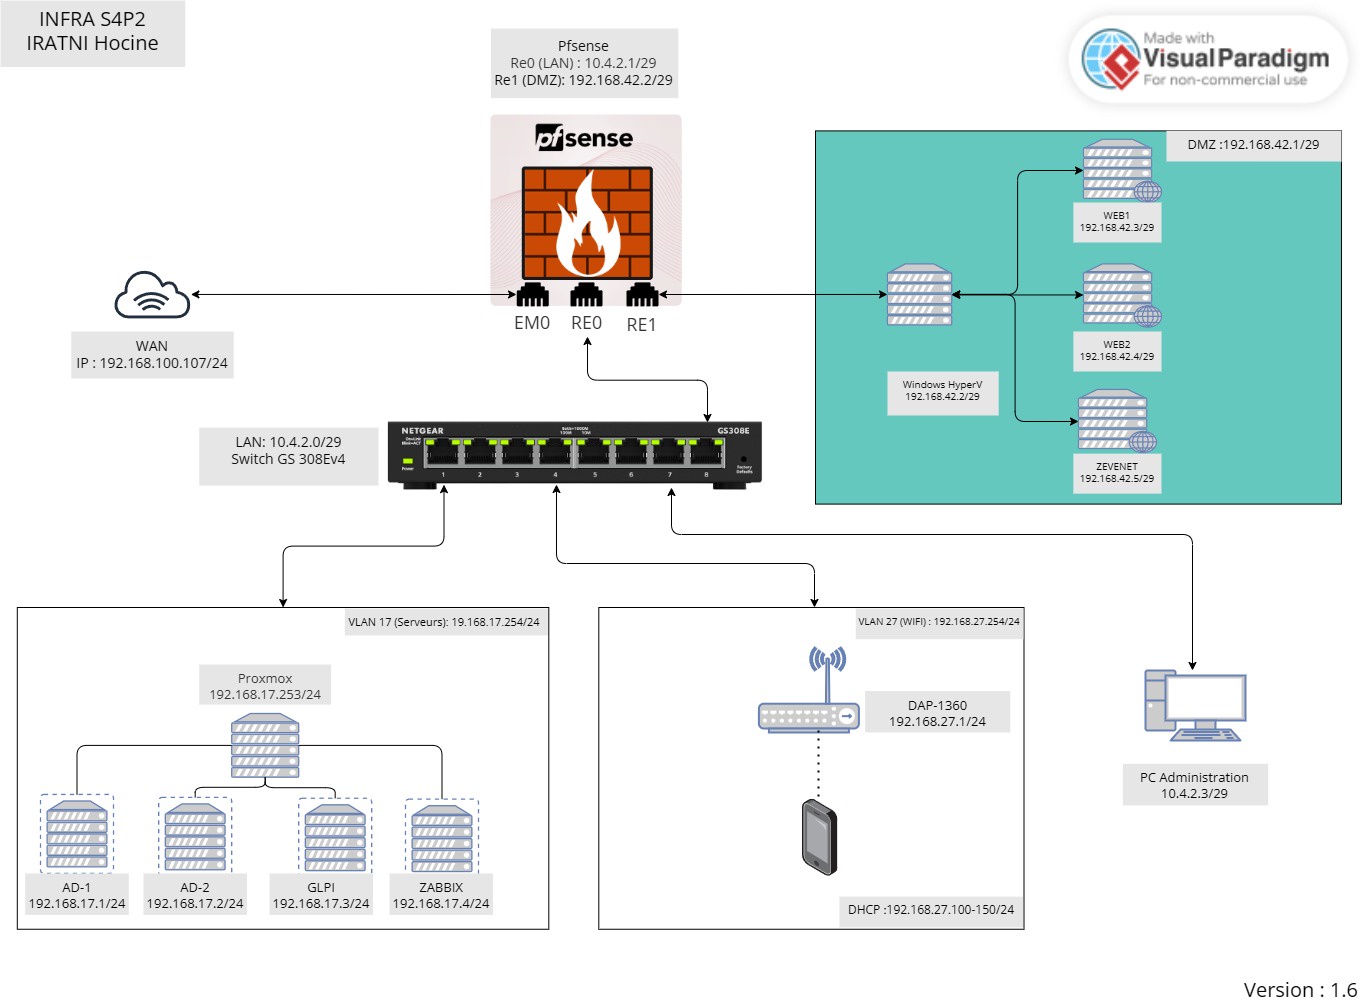 INFRA S4P2
IRATNI Hocine
Pfsense
Re0 (LAN) : 10.4.2.1/29
Re1 (DMZ): 192.168.42.2/29
Made with
Visual Paradigm
For non-commercial use
pfsense
DMZ :192.168.42.1/29
WEB1
192.168.42.3/29
WEB2
192.168.42.4/29
Windows HyperV
192.168.42.2/29
ZEVENET
192.168.42.5/29
WAN
IP : 192.168.100.107/24
EM0
RE0
RE1
LAN: 10.4.2.0/29
Switch GS 308Ev4
NETGEAR
GS308E
Power
Factory
Defaults
1 2 3 4 5 6 7 8
VLAN 17 (Serveurs): 19.168.17.254/24
Proxmox
192.168.17.253/24
AD-1
192.168.17.1/24
AD-2
192.168.17.2/24
GLPI
192.168.17.3/24
ZABBIX
192.168.17.4/24
VLAN 27 (WIFI) : 192.168.27.254/24
DAP-1360
192.168.27.1/24
DHCP :192.168.27.100-150/24
PC Administration
10.4.2.3/29
Version : 1.6